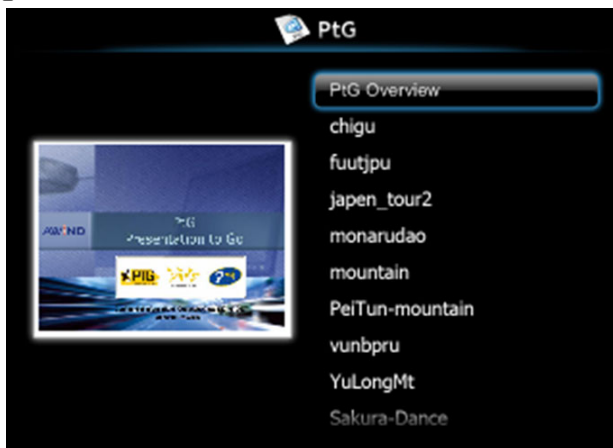 PtG
PtG Overview
chigu
fuutjpu
japen_tour2
monarudao
mountain
PeiTun-mountain
vunbpru
YuLongMt
Sakura-Dance
AWIND
PtG
Presentation to Go
PtG